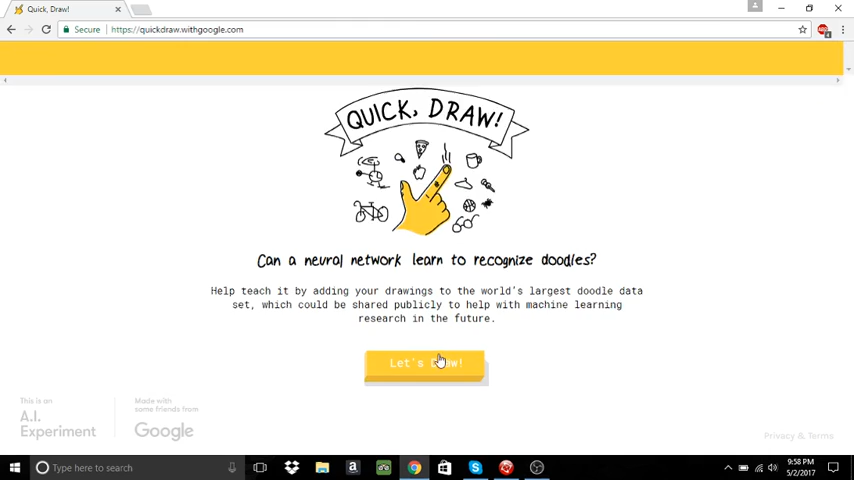 Quick, Draw!
Secure
https://quickdraw.withgoogle.com
QUICK, DRAW!
Can a neural network learn to recognize doodles?
Help teach it by adding your drawings to the world's largest doodle data
set, which could be shared publicly to help with machine learning
research in the future.
Let's Draw!
This is an
A.I.
Experiment
Made with
some friends from
Google
Privacy & Terms
Type here to search
9:58 PM
5/2/2017